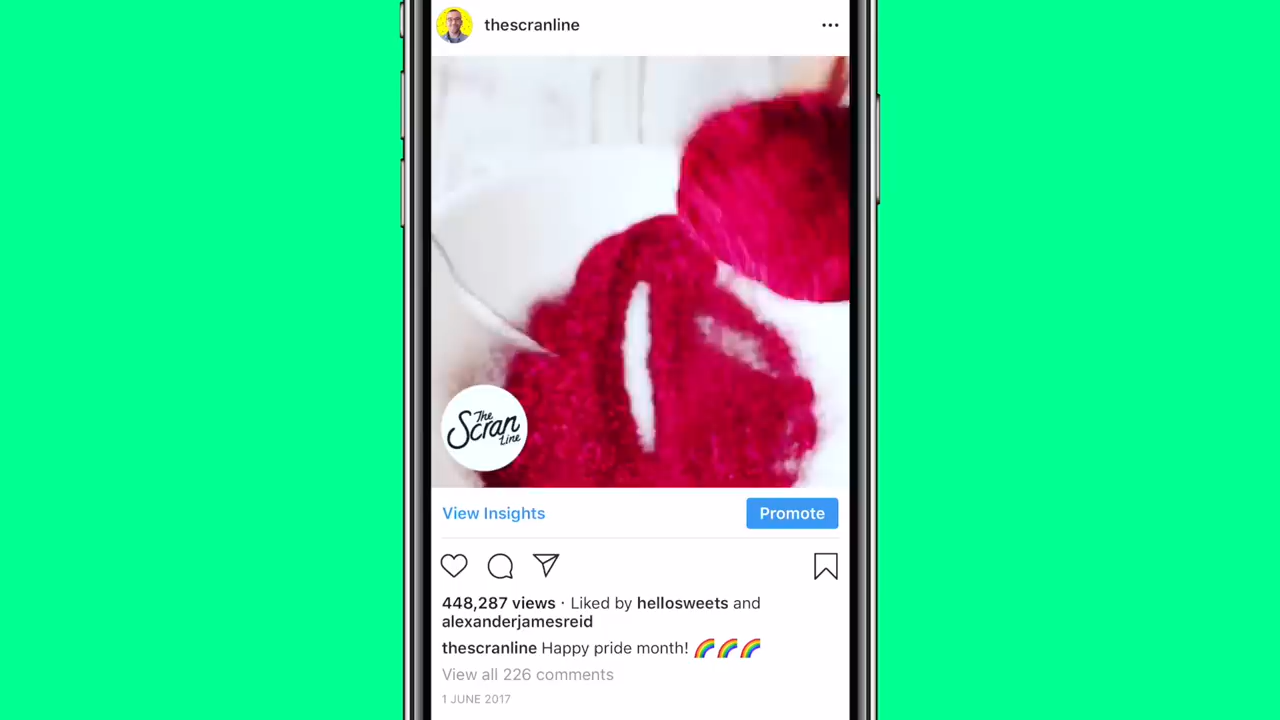 thescranline
The
Scran
Line
View Insights
Promote
448,287 views · Liked by hellosweets and
alexanderjamesreid
thescranline Happy pride month! 🌈🌈🌈
View all 226 comments
1 JUNE 2017